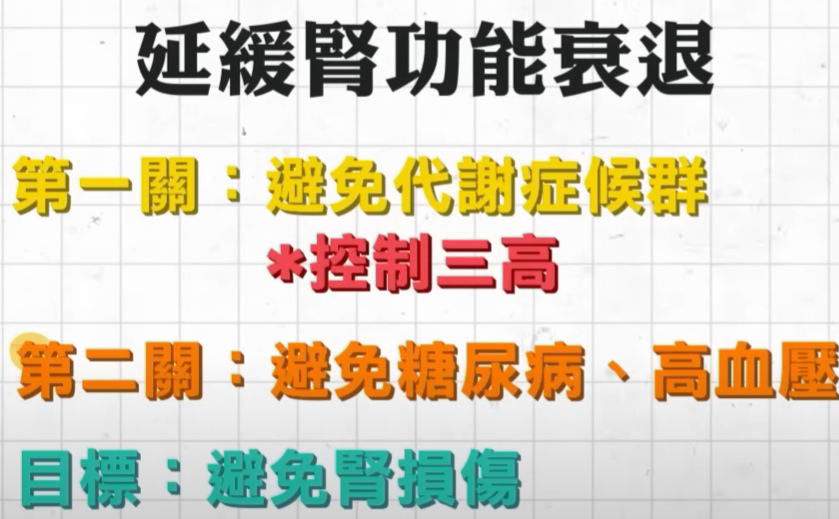 延緩腎功能衰退
第一關：避免代謝症候群
*控制三高
第二關：避免糖尿病、高血壓
目標：避免腎損傷